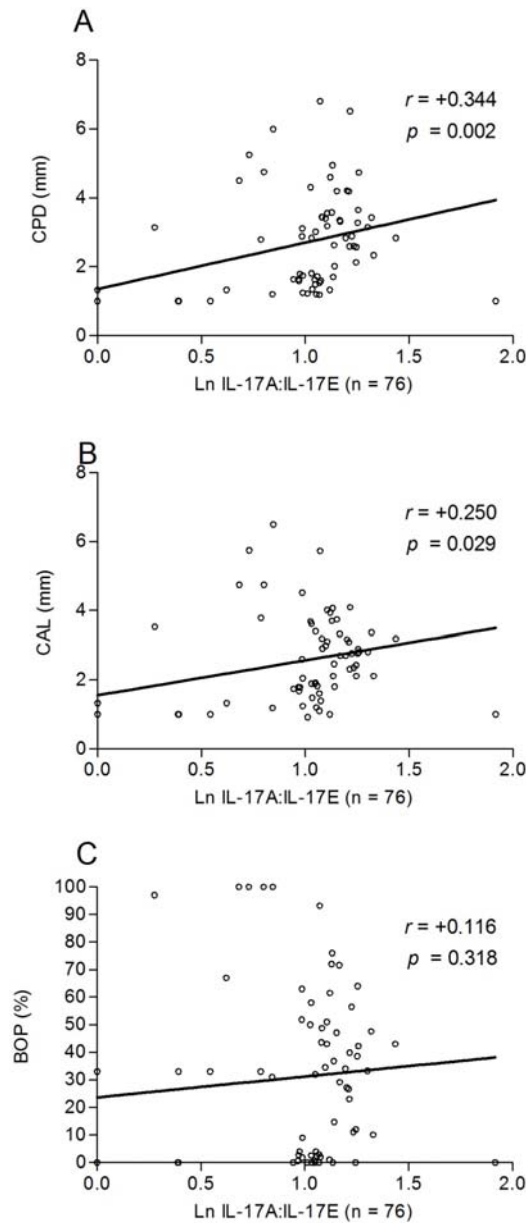 A
8
6
4
2
0
CPD (mm)
r = +0.344
p = 0.002
0.0 0.5 1.0 1.5 2.0
Ln IL-17A:IL-17E (n = 76)
B
8
6
4
2
0
CAL (mm)
r = +0.250
p = 0.029
0.0 0.5 1.0 1.5 2.0
Ln IL-17A:IL-17E (n = 76)
C
100
90
80
70
60
50
40
30
20
10
0
BOP (%)
r = +0.116
p = 0.318
0.0 0.5 1.0 1.5 2.0
Ln IL-17A:IL-17E (n = 76)